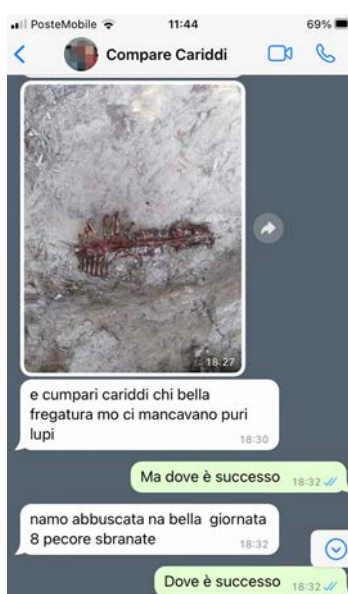 PosteMobile 11:44 69%
Compare Cariddi
18:27
e cumpari cariddi chi bella
fregatura mo ci mancavano puri
lupi
18:30
Ma dove è successo 18:32
namo abbuscata na bella giornata
8 pecore sbranate
18:32
Dove è successo 18:32